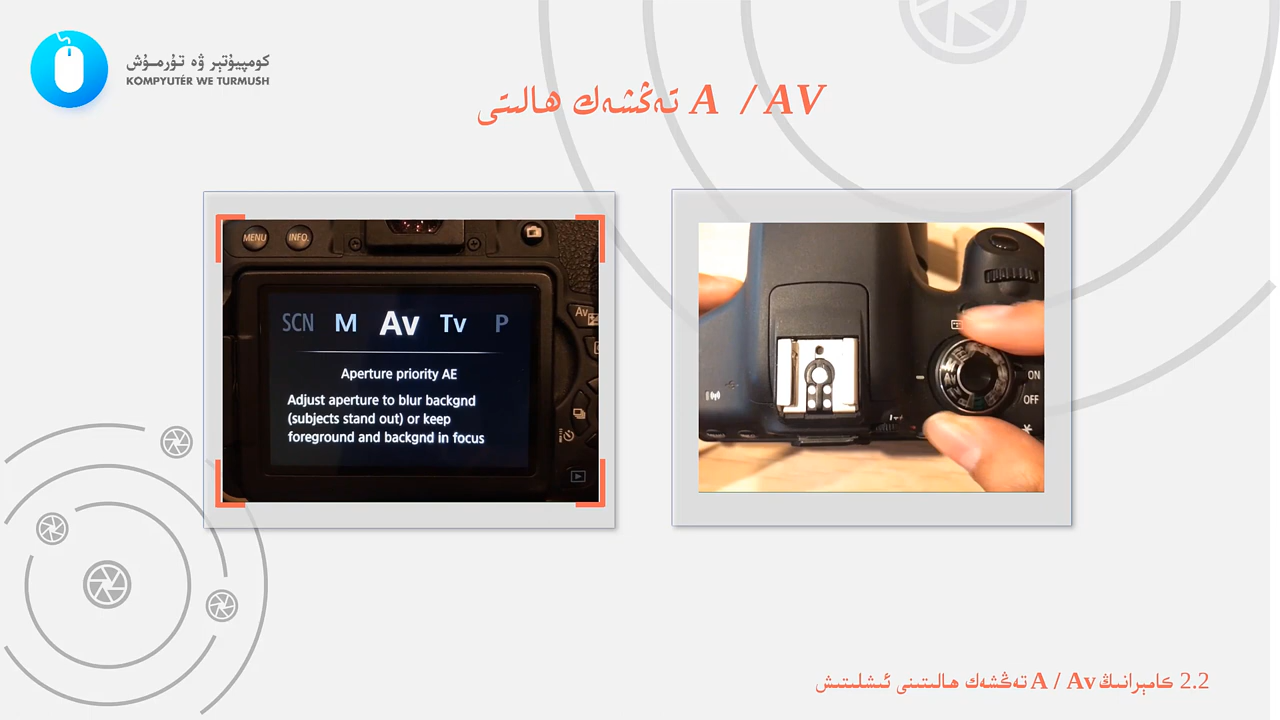 كومپيۇتېر ۋە تۇرمۇش
KOMPYUTÉR WE TURMUSH
A / AV تەڭشەك ھالىتى
MENU
INFO.
SCN M Av Tv P
Aperture priority AE
Adjust aperture to blur backgnd
(subjects stand out) or keep
foreground and backgnd in focus
Av
ON
OFF
2.2 كامېرانىڭ A / Av تەڭشەك ھالىتىنى ئىشلىتىش